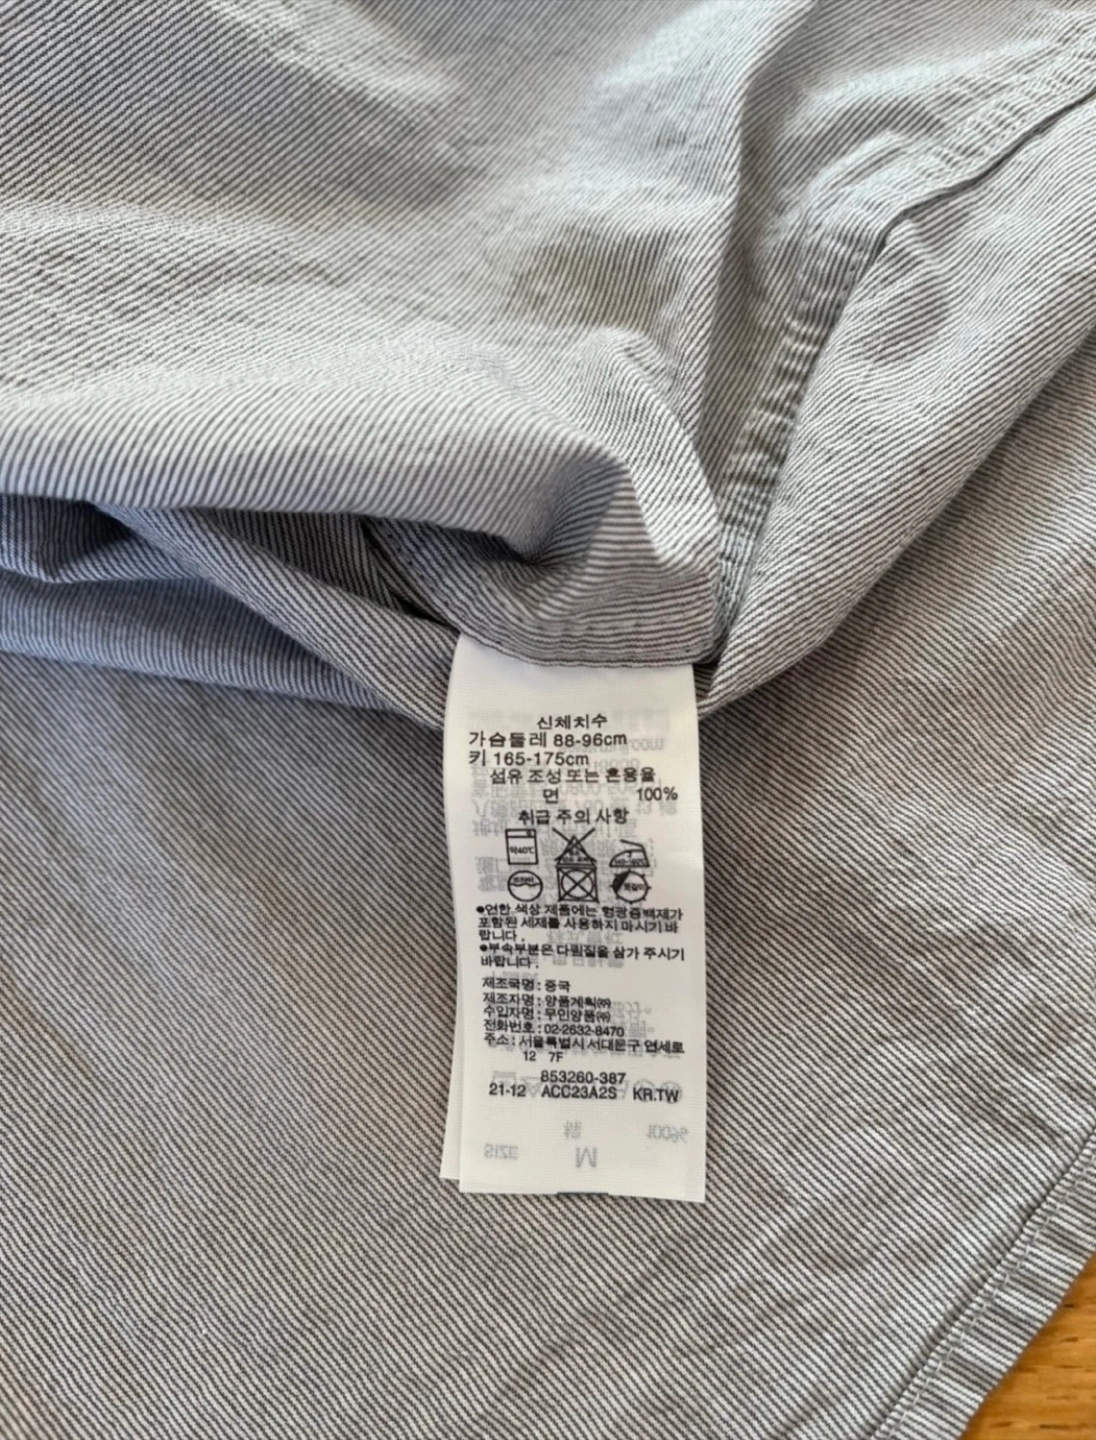 신체치수
가슴둘레 88-96cm
키 165-175cm
섬유 조성 또는 혼용율
면 100%
취급 주의 사항
약40℃
●연한 색상 제품에는 형광증백제가
포함된 세제를 사용하지 마시기 바
랍니다.
●부속부분은 다림질을 삼가 주시기
바랍니다.
제조국명 : 중국
제조자명 : 양품계획㈜
수입자명 : 무인양품㈜
전화번호 : 02-2632-8470
주소 : 서울특별시 서대문구 연세로
12 7F
853260-387
21-12 ACC23A2S KR.TW
SIZE M
100%